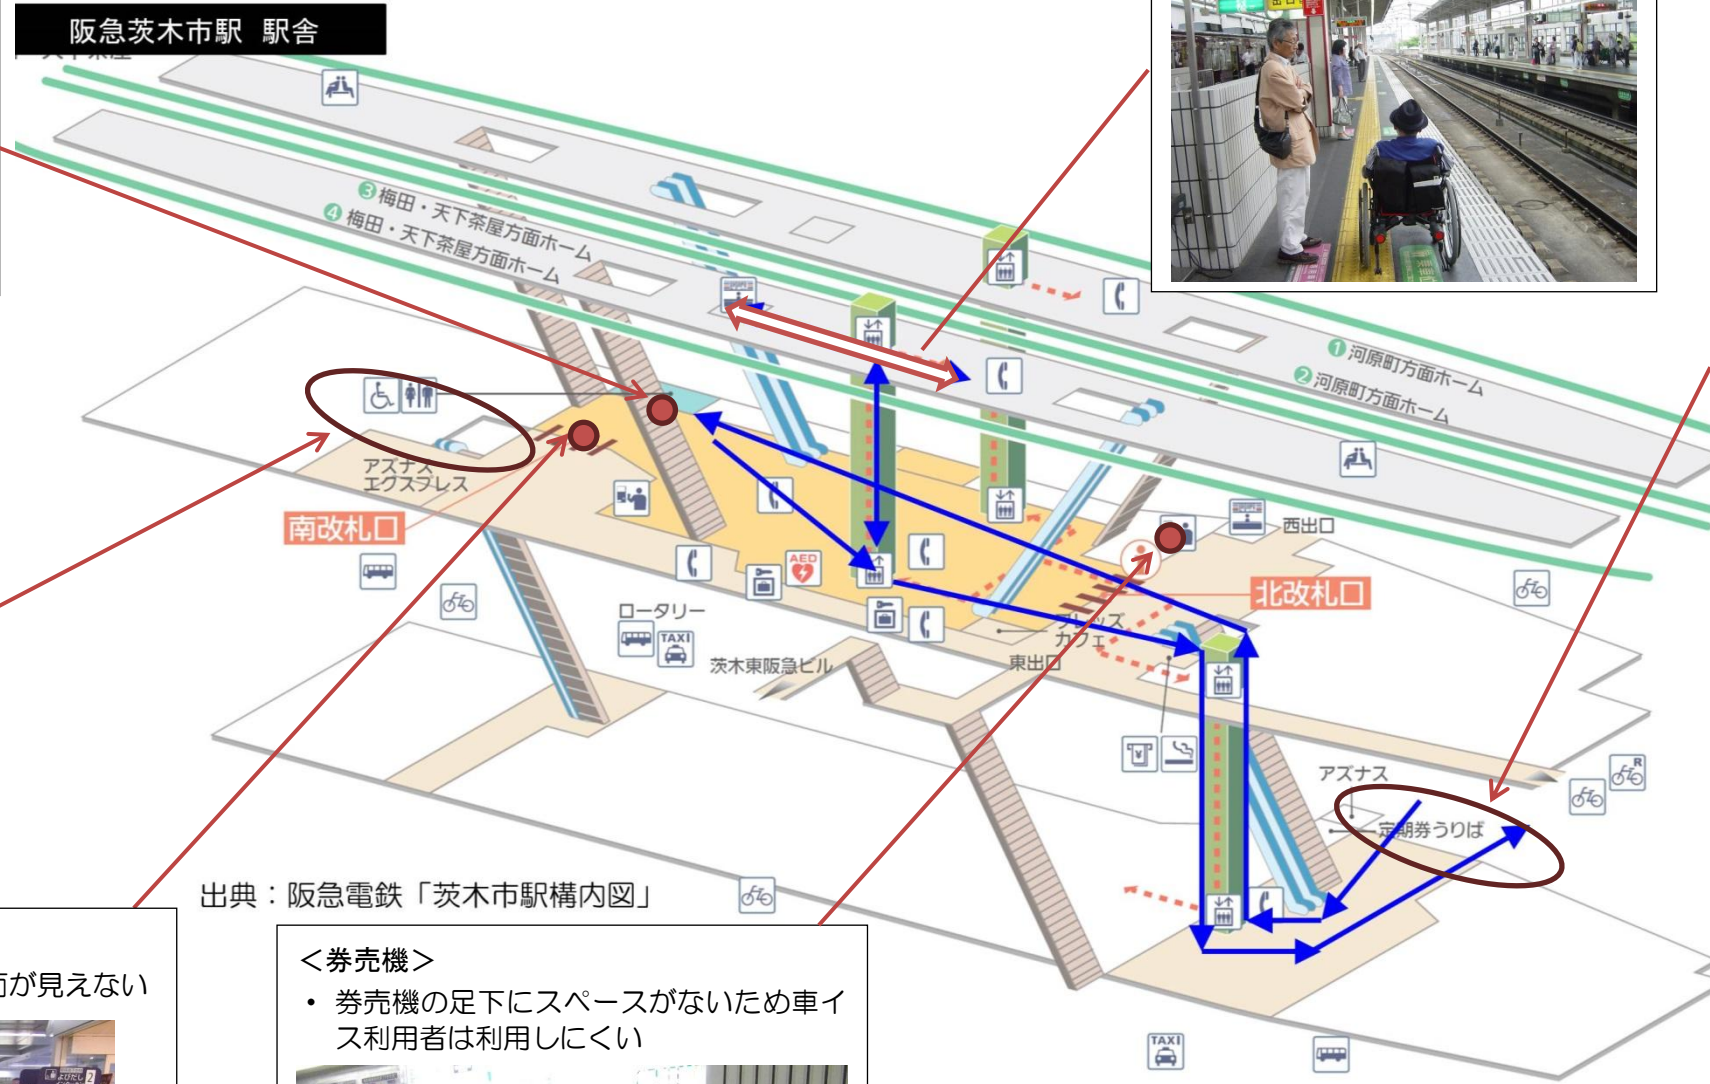 阪急茨木市駅 駅舎
③梅田・天下茶屋方面ホーム
④梅田・天下茶屋方面ホーム
①河原町方面ホーム
②河原町方面ホーム
アズナス
エクスプレス
南改札口
西出口
北改札口
AED
ロータリー
TAXI
茨木東阪急ビル
カフェ
東出口
アズナス
定期券うりば
R
出典：阪急電鉄「茨木市駅構内図」
が見えない
＜券売機＞
・ 券売機の足下にスペースがないため車イ
ス利用者は利用しにくい
TAXI